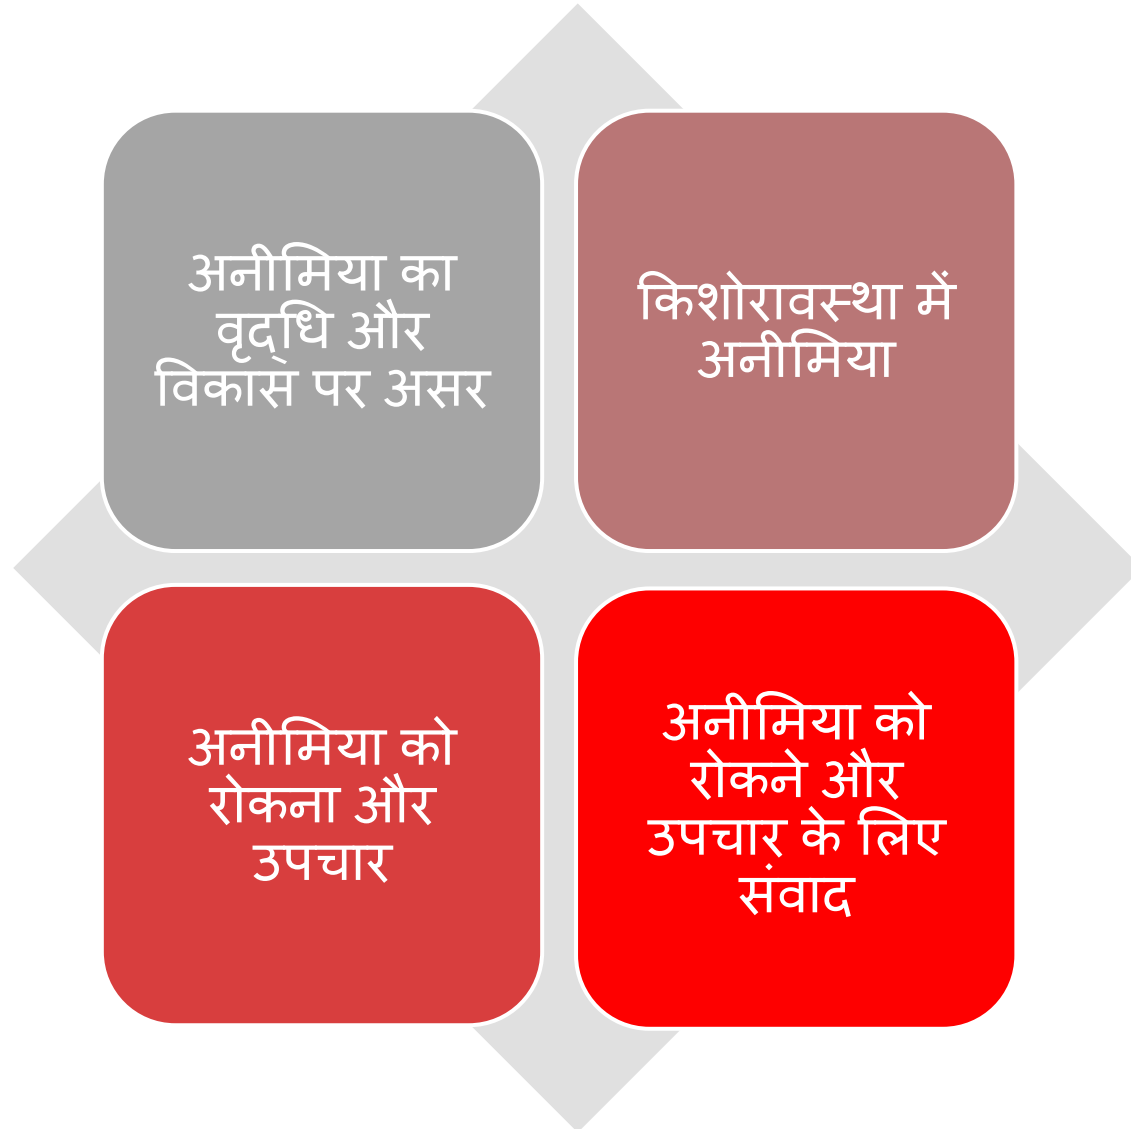 अनीमिया का
वृद्धि और
विकास पर असर
किशोरावस्था में
अनीमिया
अनीमिया को
रोकना और
उपचार
अनीमिया को
रोकने और
उपचार के लिए
संवाद